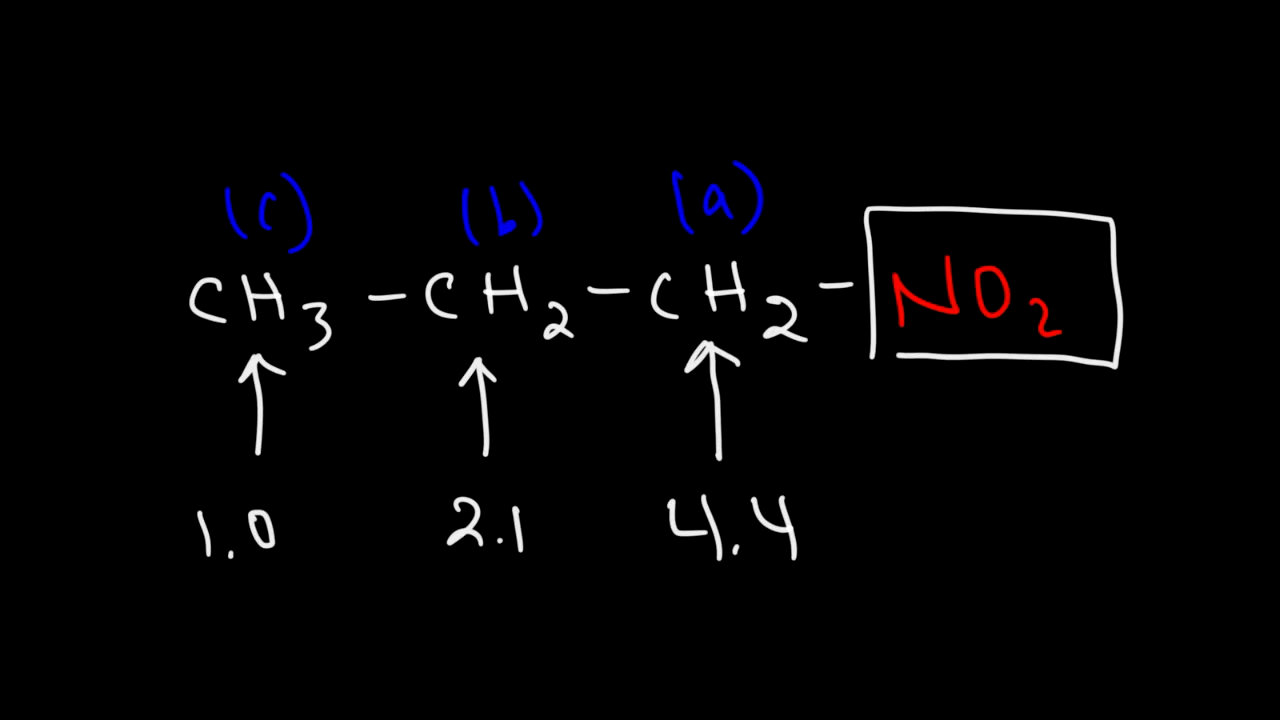 (c) (b) (a)
CH₃ - CH₂ - CH₂ - NO₂
1.0 2.1 4.4